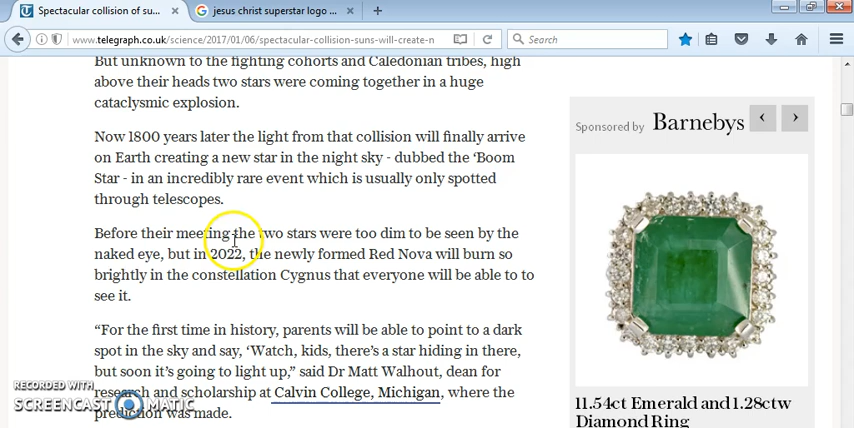 Spectacular collision of su...
jesus christ superstar logo ...
www.telegraph.co.uk/science/2017/01/06/spectacular-collision-suns-will-create-n
Search
But unknown to the fighting cohorts and Caledonian tribes, high
above their heads two stars were coming together in a huge
cataclysmic explosion.
Now 1800 years later the light from that collision will finally arrive
on Earth creating a new star in the night sky - dubbed the ‘Boom
Star - in an incredibly rare event which is usually only spotted
through telescopes.
Before their meeting the two stars were too dim to be seen by the
naked eye, but in 2022, the newly formed Red Nova will burn so
brightly in the constellation Cygnus that everyone will be able to to
see it.
“For the first time in history, parents will be able to point to a dark
spot in the sky and say, ‘Watch, kids, there’s a star hiding in there,
but soon it’s going to light up,” said Dr Matt Walhout, dean for
research and scholarship at Calvin College, Michigan, where the
prediction was made.
Sponsored by Barnebys
11.54ct Emerald and 1.28ctw
Diamond Ring
RECORDED WITH
SCREENCAST MATIC